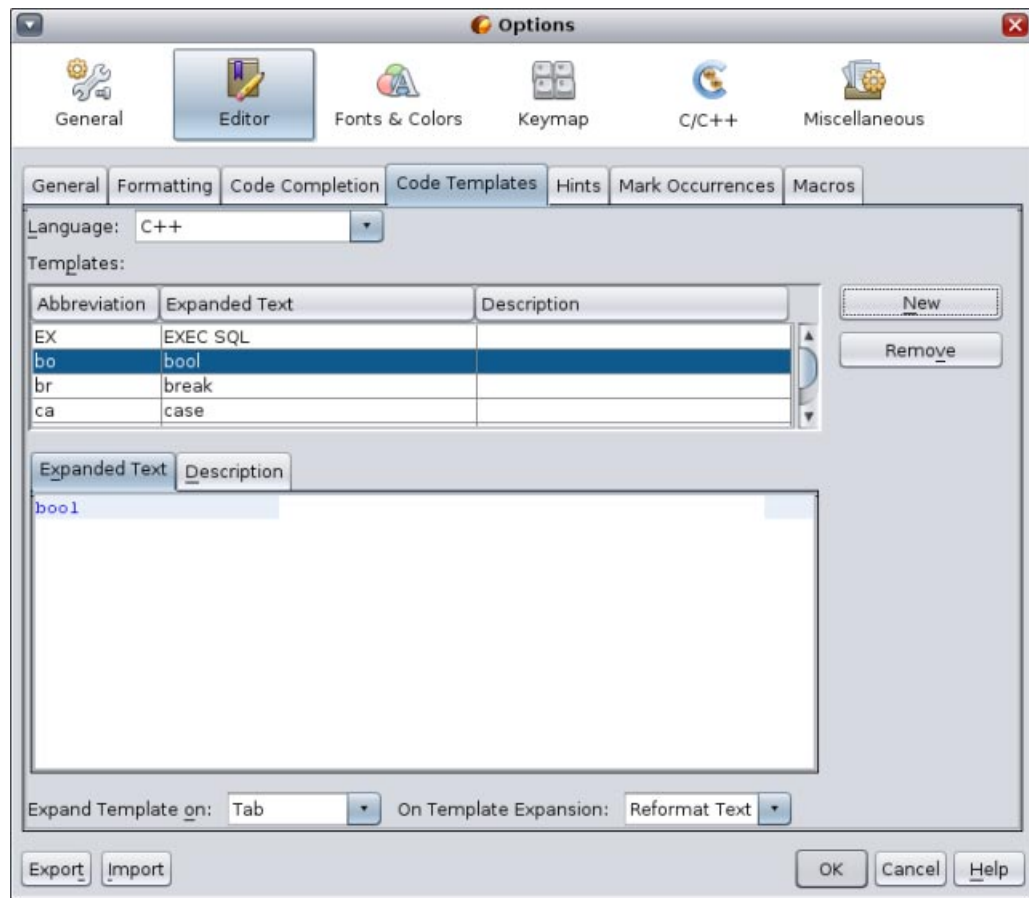 Options
General Editor Fonts & Colors Keymap C/C++ Miscellaneous
General Formatting Code Completion Code Templates Hints Mark Occurrences Macros
Language: C++
Templates:
Abbreviation Expanded Text Description New
EX EXEC SQL
bo bool Remove
br break
ca case
Expanded Text Description
bool
Expand Template on: Tab On Template Expansion: Reformat Text
Export Import OK Cancel Help